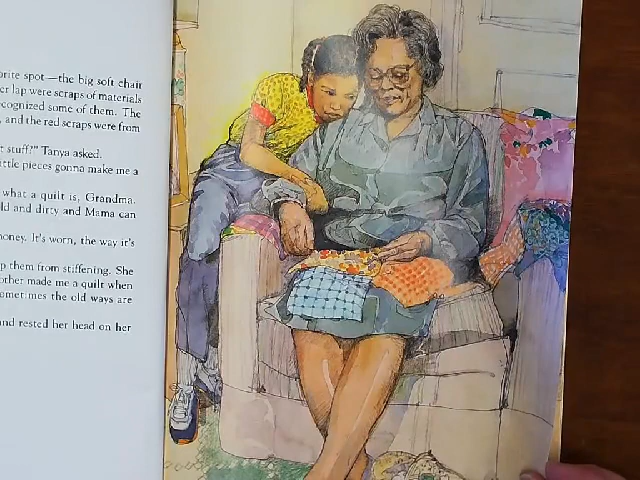 orite spot—the big soft chair
er lap were scraps of materials
ecognized some of them. The
, and the red scraps were from
t stuff?" Tanya asked.
ittle pieces gonna make me a
what a quilt is, Grandma.
ld and dirty and Mama can
oney. It's worn, the way it's
p them from stiffening. She
other made me a quilt when
ometimes the old ways are
nd rested her head on her